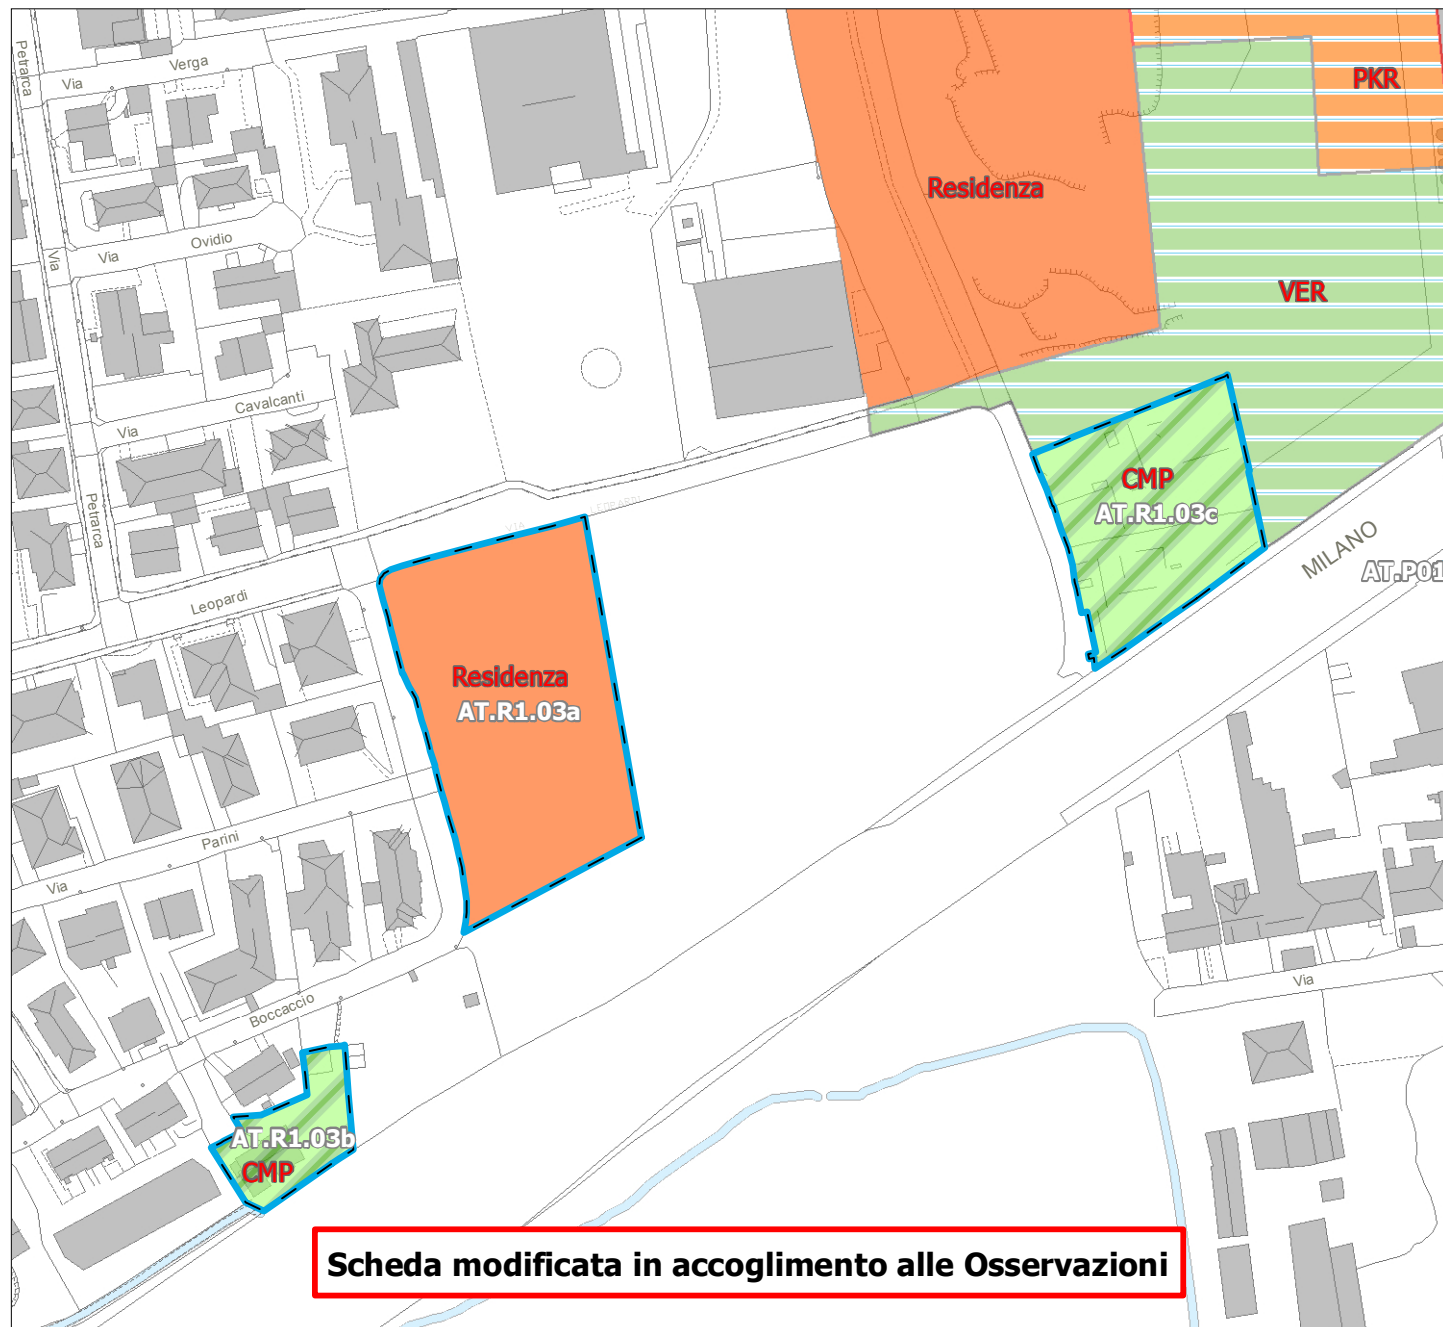 Petrarca
Via
Verga
PKR
Residenza
Via
Ovidio
Via
VER
Cavalcanti
Via
CMP
AT.R1.03c
Petrarca
VIA
LEOPARDI
MILANO
AT.P01
Leopardi
Residenza
AT.R1.03a
Parini
Via
Via
Boccaccio
AT.R1.03b
CMP
Scheda modificata in accoglimento alle Osservazioni